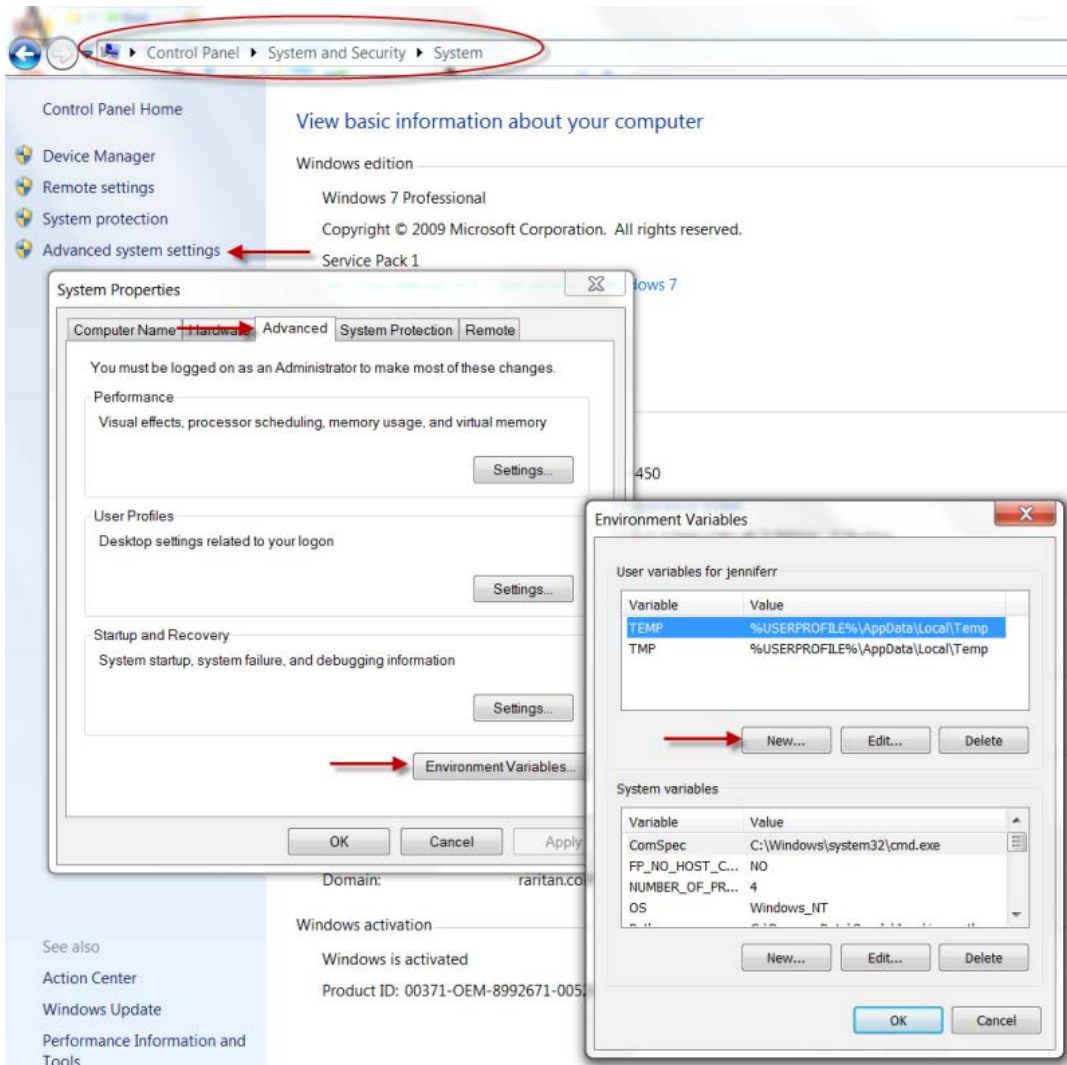 Control Panel ▸ System and Security ▸ System
Control Panel Home
Device Manager
Remote settings
System protection
Advanced system settings
View basic information about your computer
Windows edition
Windows 7 Professional
Copyright © 2009 Microsoft Corporation. All rights reserved.
Service Pack 1
dows 7
System Properties
Computer Name Hardware Advanced System Protection Remote
You must be logged on as an Administrator to make most of these changes.
Performance
Visual effects, processor scheduling, memory usage, and virtual memory
Settings...
User Profiles
Desktop settings related to your logon
Settings...
Startup and Recovery
System startup, system failure, and debugging information
Settings...
Environment Variables...
OK Cancel Apply
450
Environment Variables
User variables for jenniferr
Variable Value
TEMP %USERPROFILE%\AppData\Local\Temp
TMP %USERPROFILE%\AppData\Local\Temp
New... Edit... Delete
System variables
Variable Value
ComSpec C:\Windows\system32\cmd.exe
FP_NO_HOST_C... NO
NUMBER_OF_PR... 4
OS Windows_NT
New... Edit... Delete
OK Cancel
Domain: raritan.co
Windows activation
Windows is activated
Product ID: 00371-OEM-8992671-0052
See also
Action Center
Windows Update
Performance Information and
Tools